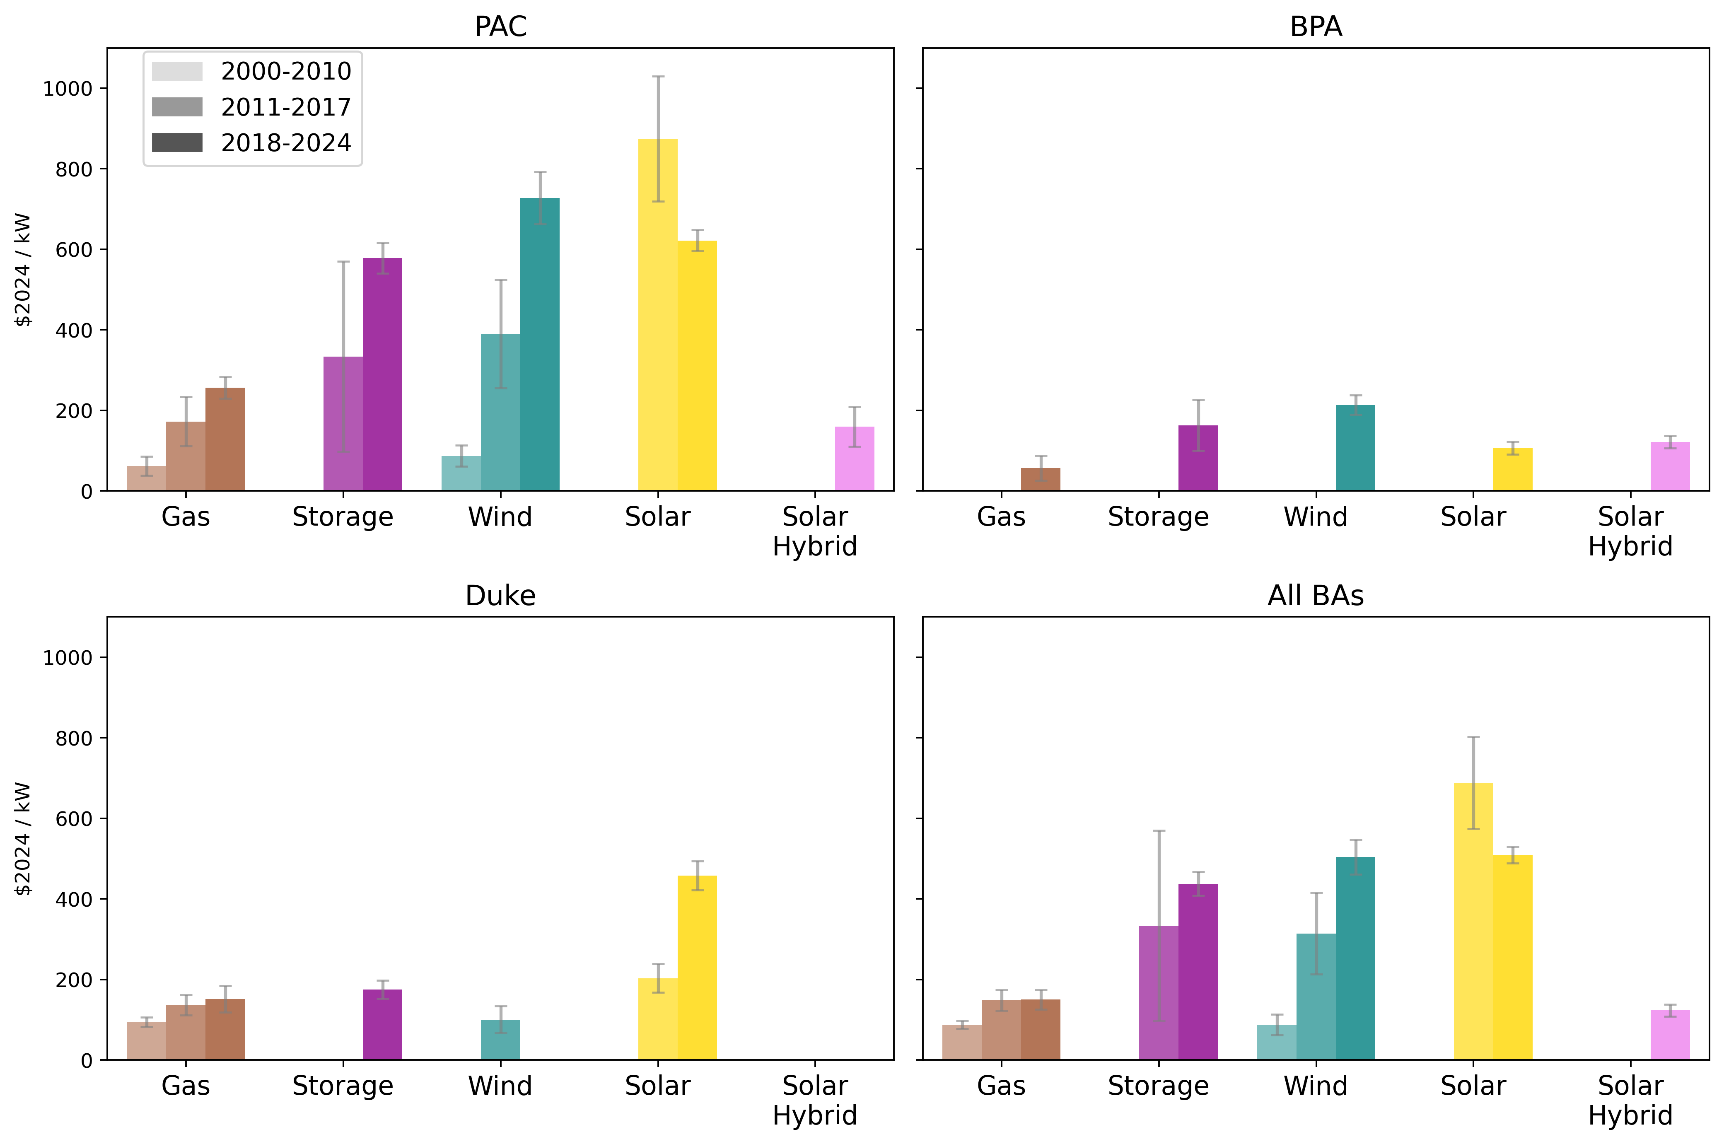 PAC
BPA
2000-2010
2011-2017
2018-2024
1000
800
600
400
200
0
$2024 / kW
Gas
Storage
Wind
Solar
Solar
Hybrid
Gas
Storage
Wind
Solar
Solar
Hybrid
Duke
All BAs
1000
800
600
400
200
0
$2024 / kW
Gas
Storage
Wind
Solar
Solar
Hybrid
Gas
Storage
Wind
Solar
Solar
Hybrid